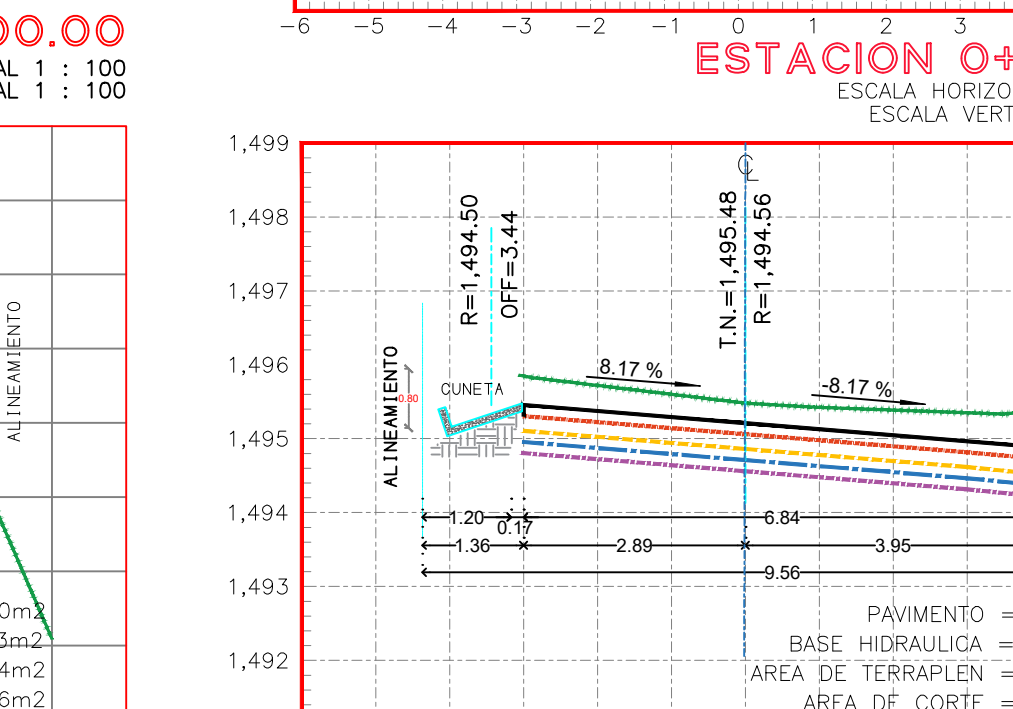 00.00
AL 1 : 100
AL 1 : 100
-6 -5 -4 -3 -2 -1 0 1 2 3
ESTACION 0+
ESCALA HORIZO
ESCALA VERT
1,499
1,498
1,497
1,496
1,495
1,494
1,493
1,492
ALINEAMIENTO
0m2
3m2
4m2
6m2
CL
R=1,494.50
OFF=3.44
T.N.=1,495.48
R=1,494.56
ALINEAMIENTO
0.80
CUNETA
8.17 %
-8.17 %
1.20
0.17
6.84
1.36
2.89
3.95
9.56
PAVIMENTO =
BASE HIDRAULICA =
AREA DE TERRAPLEN =
AREA DE CORTE =